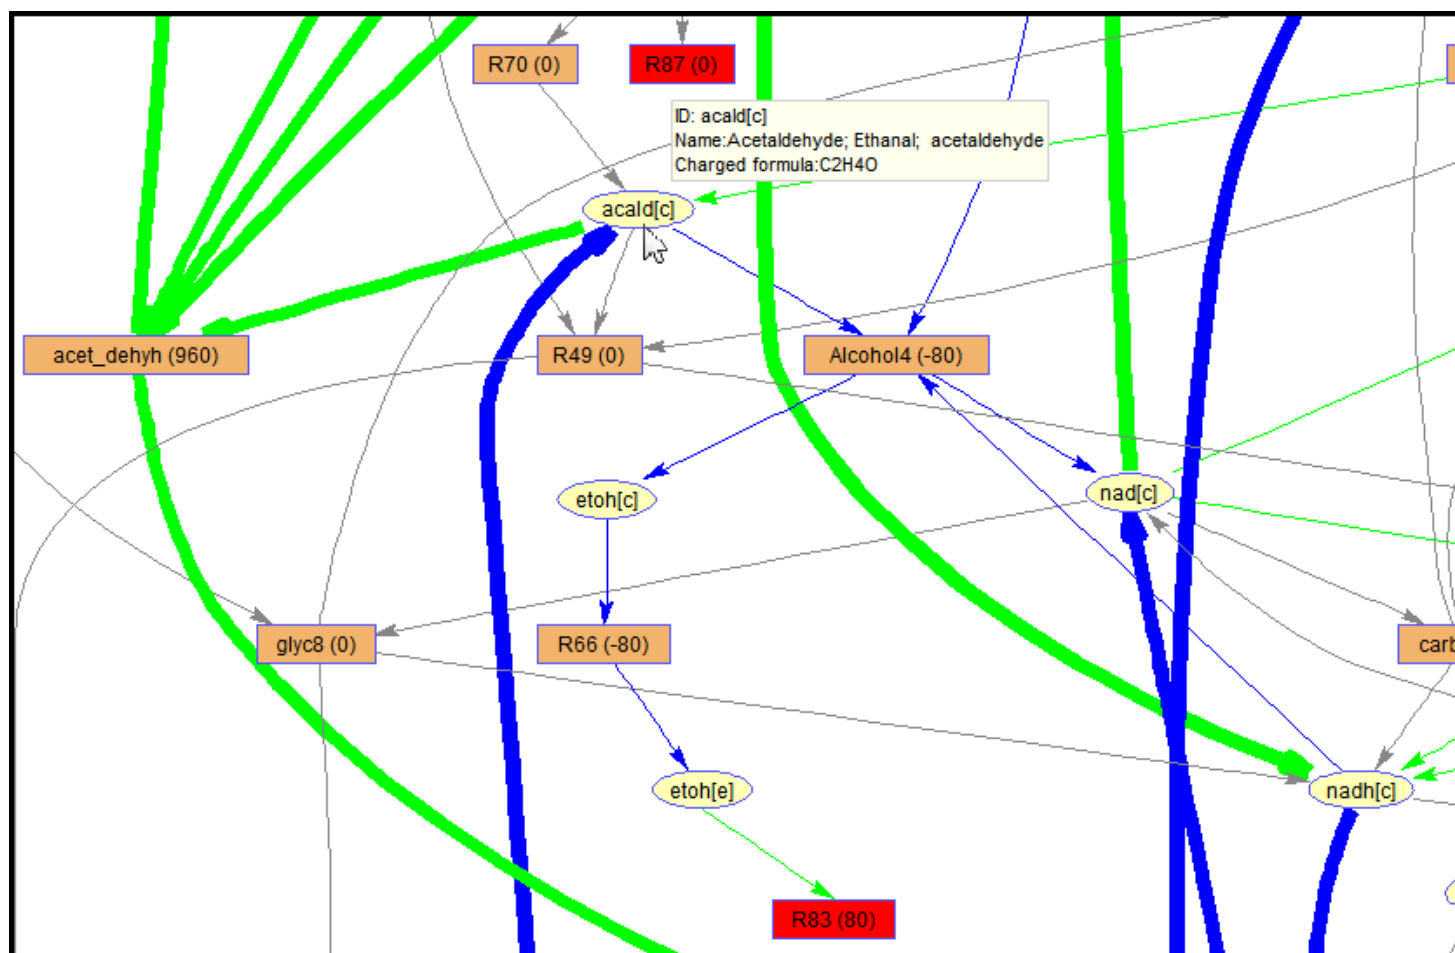 R70 (0)
R87 (0)
ID: acald[c]
Name:Acetaldehyde; Ethanal;  acetaldehyde
Charged formula:C2H4O
acald[c]
acet_dehyh (960)
R49 (0)
Alcohol4 (-80)
etoh[c]
nad[c]
glyc8 (0)
R66 (-80)
carb
etoh[e]
nadh[c]
R83 (80)